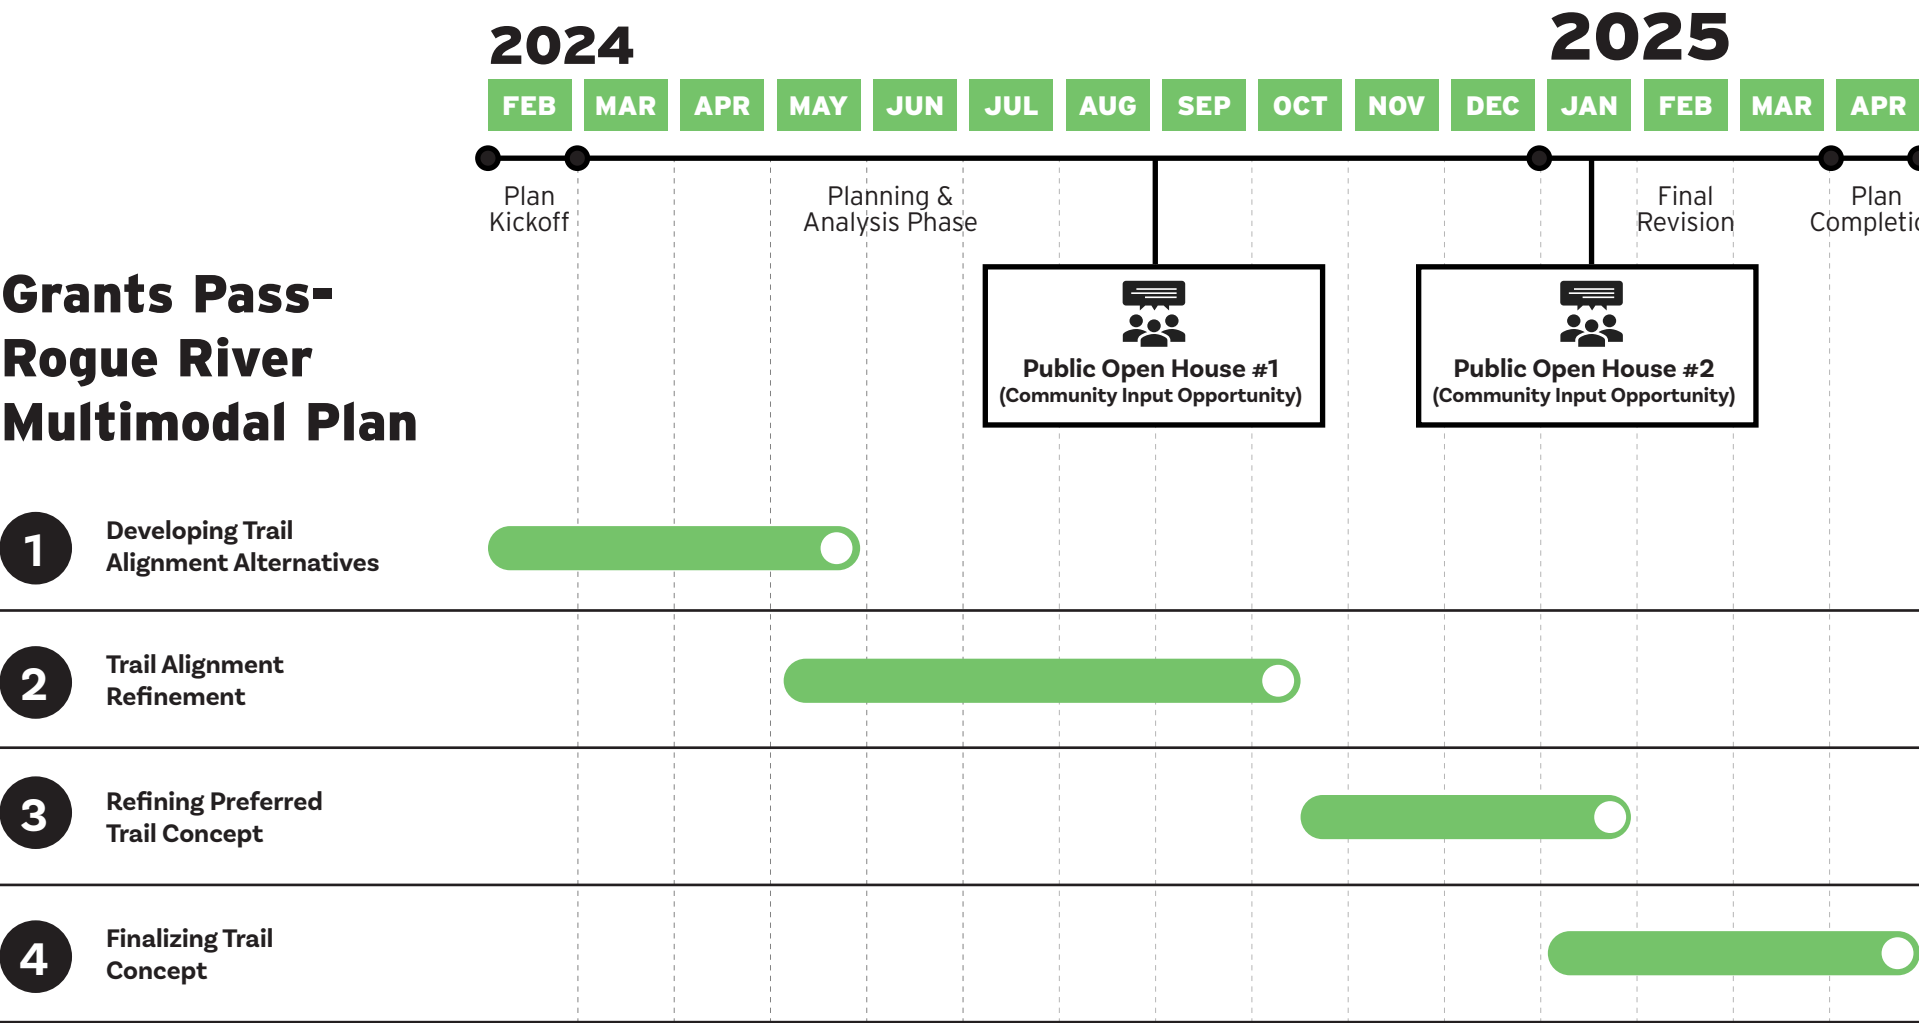 2024
2025
FEB MAR APR MAY JUN JUL AUG SEP OCT NOV DEC JAN FEB MAR APR
Plan
Kickoff
Planning &
Analysis Phase
Final
Revision
Plan
Completio
Grants Pass-
Rogue River
Multimodal Plan
Public Open House #1
(Community Input Opportunity)
Public Open House #2
(Community Input Opportunity)
1
Developing Trail
Alignment Alternatives
2
Trail Alignment
Refinement
3
Refining Preferred
Trail Concept
4
Finalizing Trail
Concept